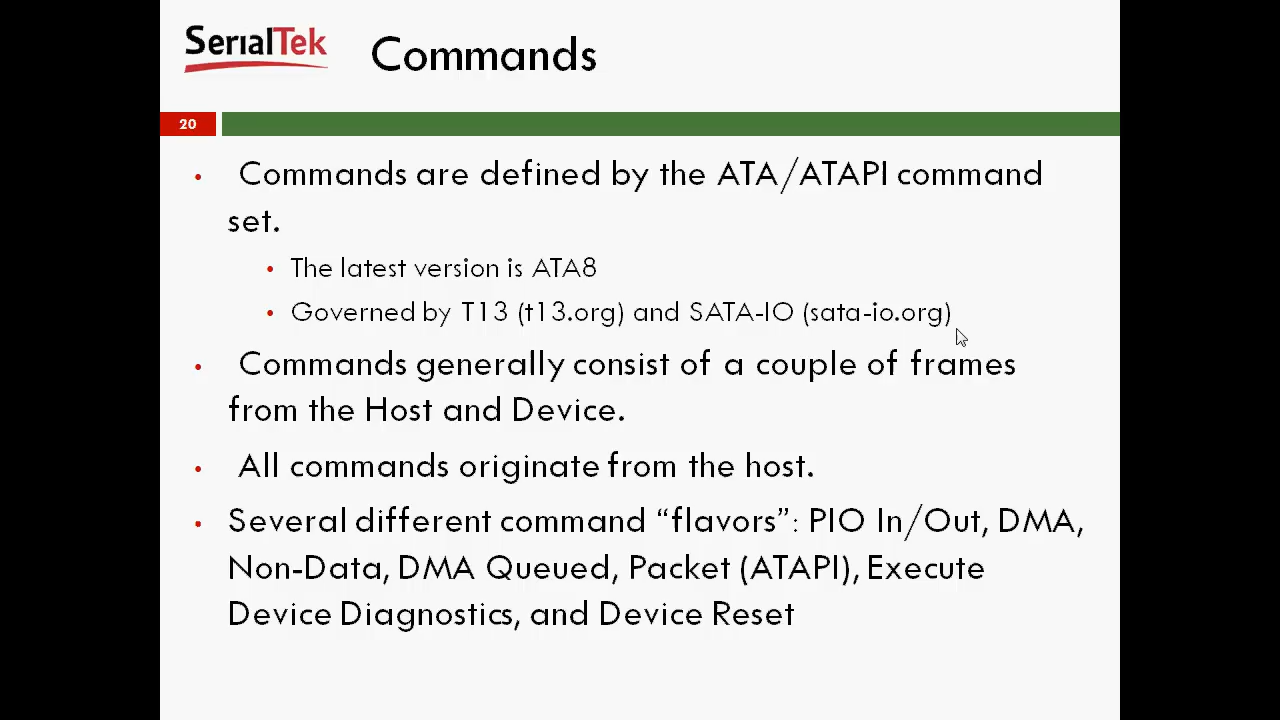 SerialTek
Commands
20
• Commands are defined by the ATA/ATAPI command
set.
• The latest version is ATA8
• Governed by T13 (t13.org) and SATA-IO (sata-io.org)
• Commands generally consist of a couple of frames
from the Host and Device.
• All commands originate from the host.
• Several different command “flavors”: PIO In/Out, DMA,
Non-Data, DMA Queued, Packet (ATAPI), Execute
Device Diagnostics, and Device Reset